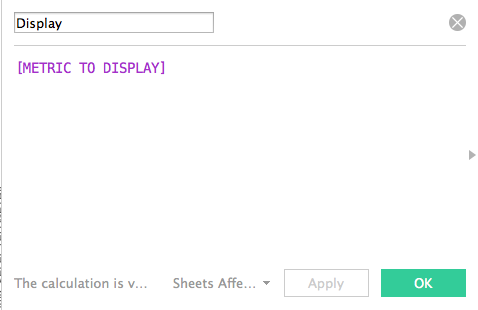 Display
[METRIC TO DISPLAY]
The calculation is v... Sheets Affe... Apply OK